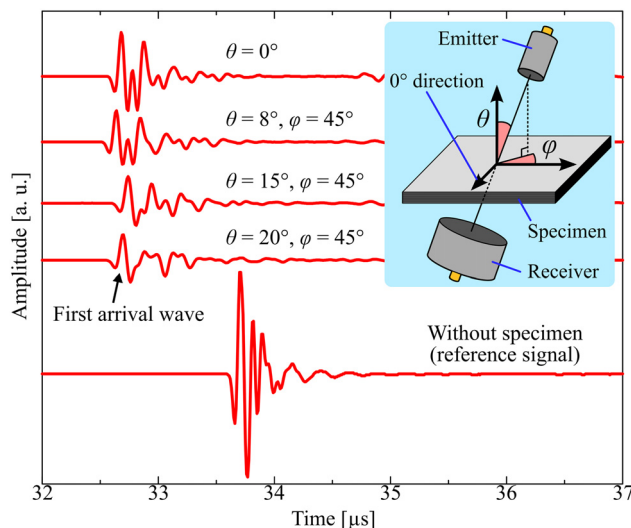 θ = 0°
θ = 8°, φ = 45°
θ = 15°, φ = 45°
θ = 20°, φ = 45°
First arrival wave
Without specimen
(reference signal)
Emitter
0° direction
θ
φ
Specimen
Receiver
Amplitude [a. u.]
32 33 34 35 36 37
Time [µs]